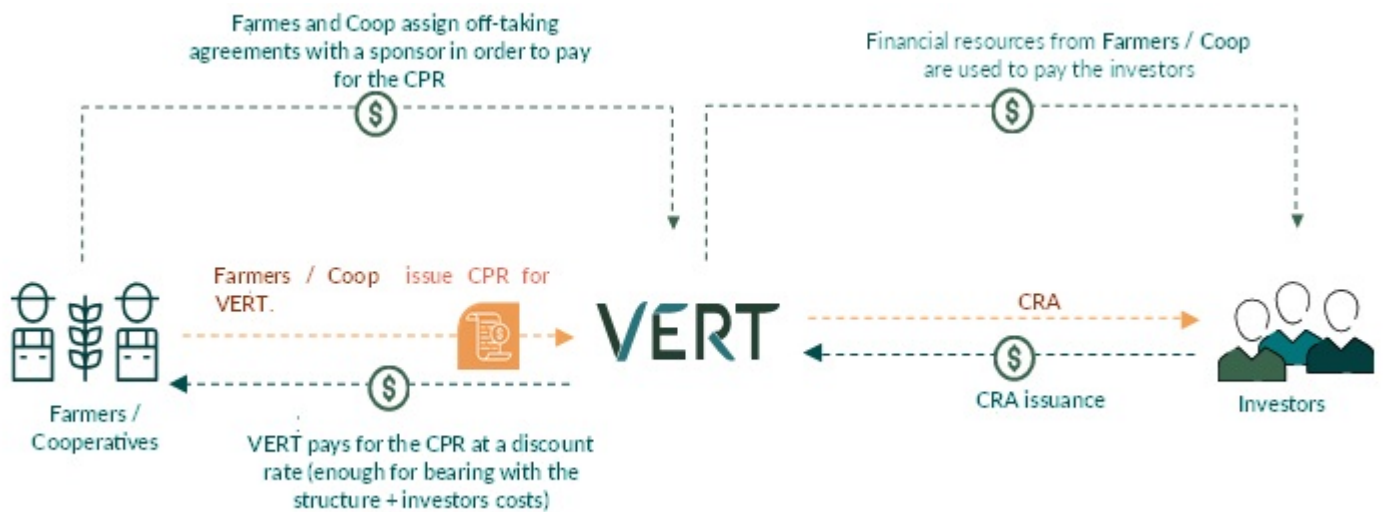 Farmes and Coop assign off-taking
agreements with a sponsor in order to pay
for the CPR
Financial resources from Farmers / Coop
are used to pay the investors
Farmers / Coop issue CPR for
VERT.
VERT
CRA
CRA issuance
Farmers /
Cooperatives
Investors
VERT pays for the CPR at a discount
rate (enough for bearing with the
structure + investors costs)